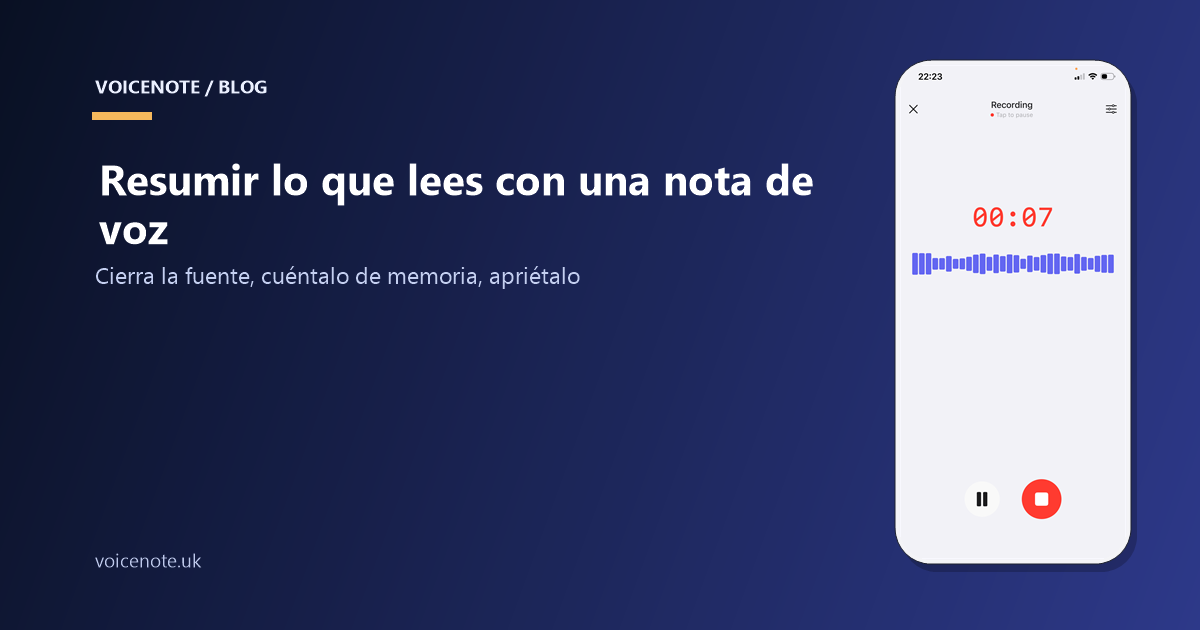 VOICENOTE / BLOG
Resumir lo que lees con una nota de
voz
Cierra la fuente, cuéntalo de memoria, apriétalo
voicenote.uk
22:23
Recording
Tap to pause
00:07